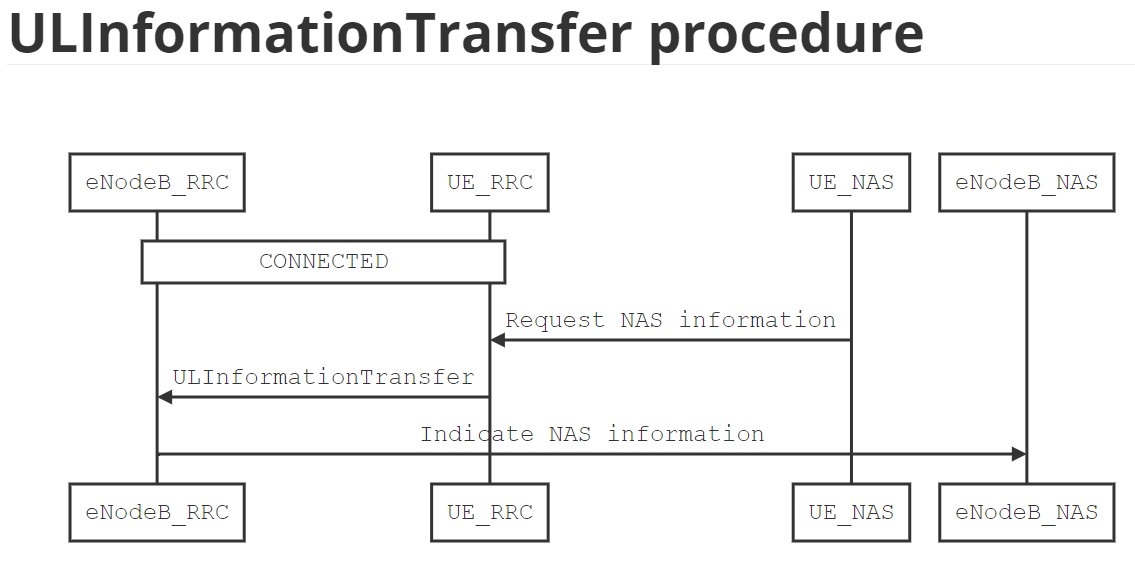 ULInformationTransfer procedure
eNodeB_RRC
UE_RRC
UE_NAS
eNodeB_NAS
CONNECTED
Request NAS information
ULInformationTransfer
Indicate NAS information
eNodeB_RRC
UE_RRC
UE_NAS
eNodeB_NAS